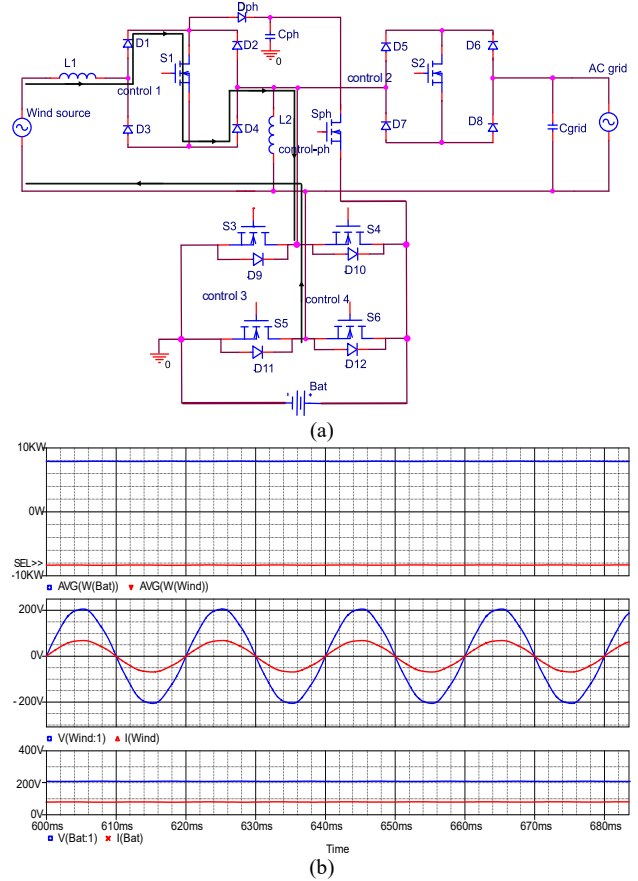 Dph
D1
D2
S1
Cph
0
control 2
D5
D6
S2
AC grid
L1
control 1
Wind source
D3
D4
L2
Sph
control-ph
D7
D8
Cgrid
S3
S4
D9
D10
control 3
control 4
S5
S6
0
D11
D12
Bat
(a)
10KW
0W
SEL>>
-10KW
AVG(W(Bat)) AVG(W(Wind))
200V
0V
-200V
V(Wind:1) I(Wind)
400V
200V
0V
600ms 610ms 620ms 630ms 640ms 650ms 660ms 670ms 680ms
V(Bat:1) I(Bat)
Time
(b)